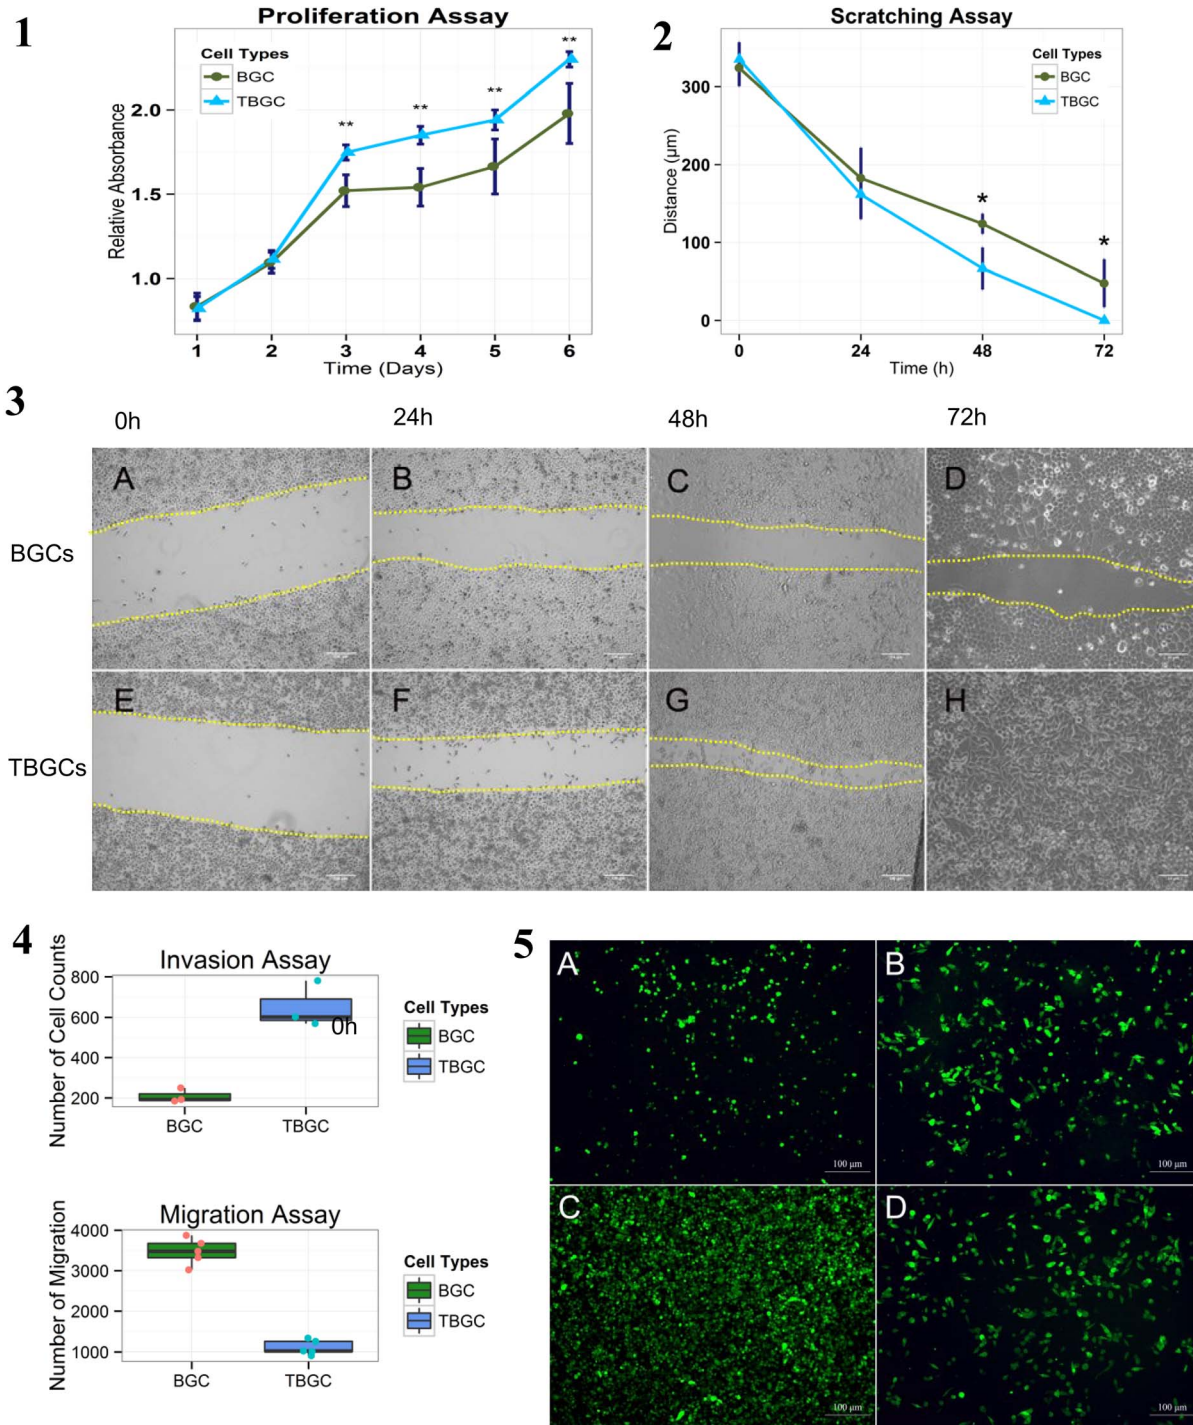 1
Proliferation Assay
Relative Absorbance
Cell Types
BGC
TBGC
**
**
**
**
2.0
1.5
1.0
1 2 3 4 5 6
Time (Days)
2
Scratching Assay
Distance (µm)
Cell Types
BGC
TBGC
*
*
300
200
100
0
0 24 48 72
Time (h)
3
0h 24h 48h 72h
BGCs
A B C D
TBGCs
E F G H
4
Invasion Assay
Number of Cell Counts
800
600
400
200
0h
BGC TBGC
Cell Types
BGC
TBGC
Migration Assay
Number of Migration
4000
3000
2000
1000
BGC TBGC
Cell Types
BGC
TBGC
5
A B
100 µm 100 µm
C D
100 µm 100 µm